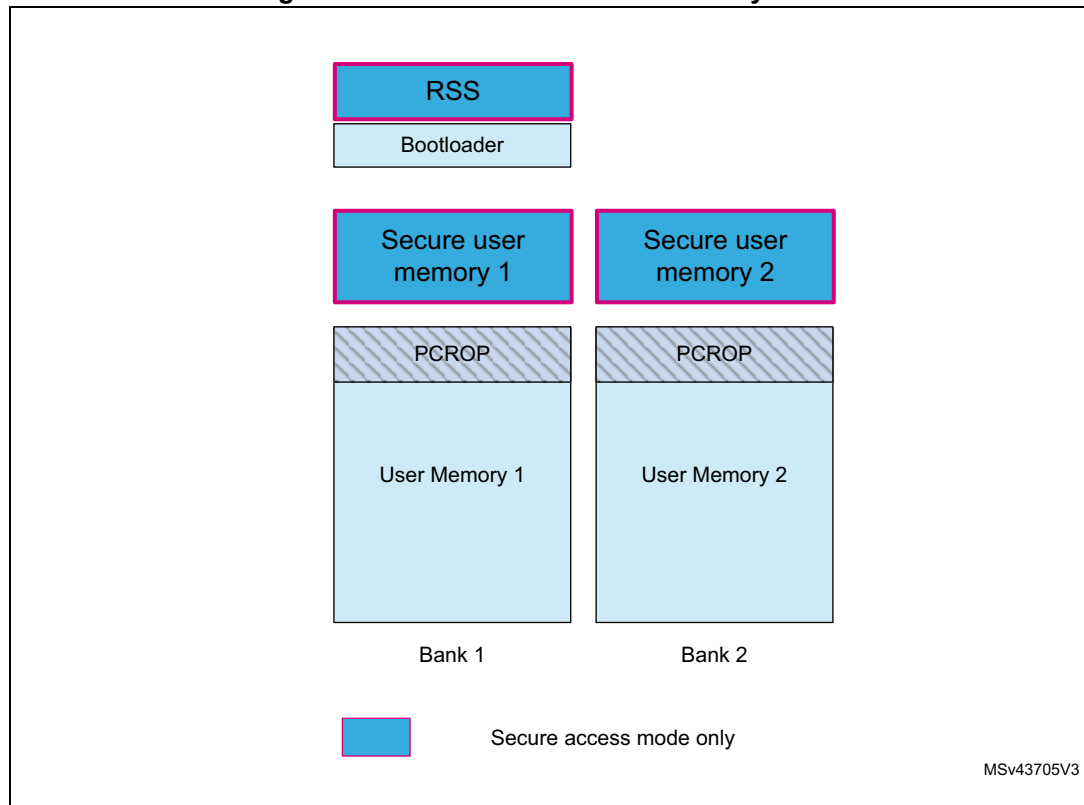 RSS
Bootloader
Secure user
memory 1
Secure user
memory 2
PCROP
PCROP
User Memory 1
User Memory 2
Bank 1
Bank 2
Secure access mode only
MSv43705V3